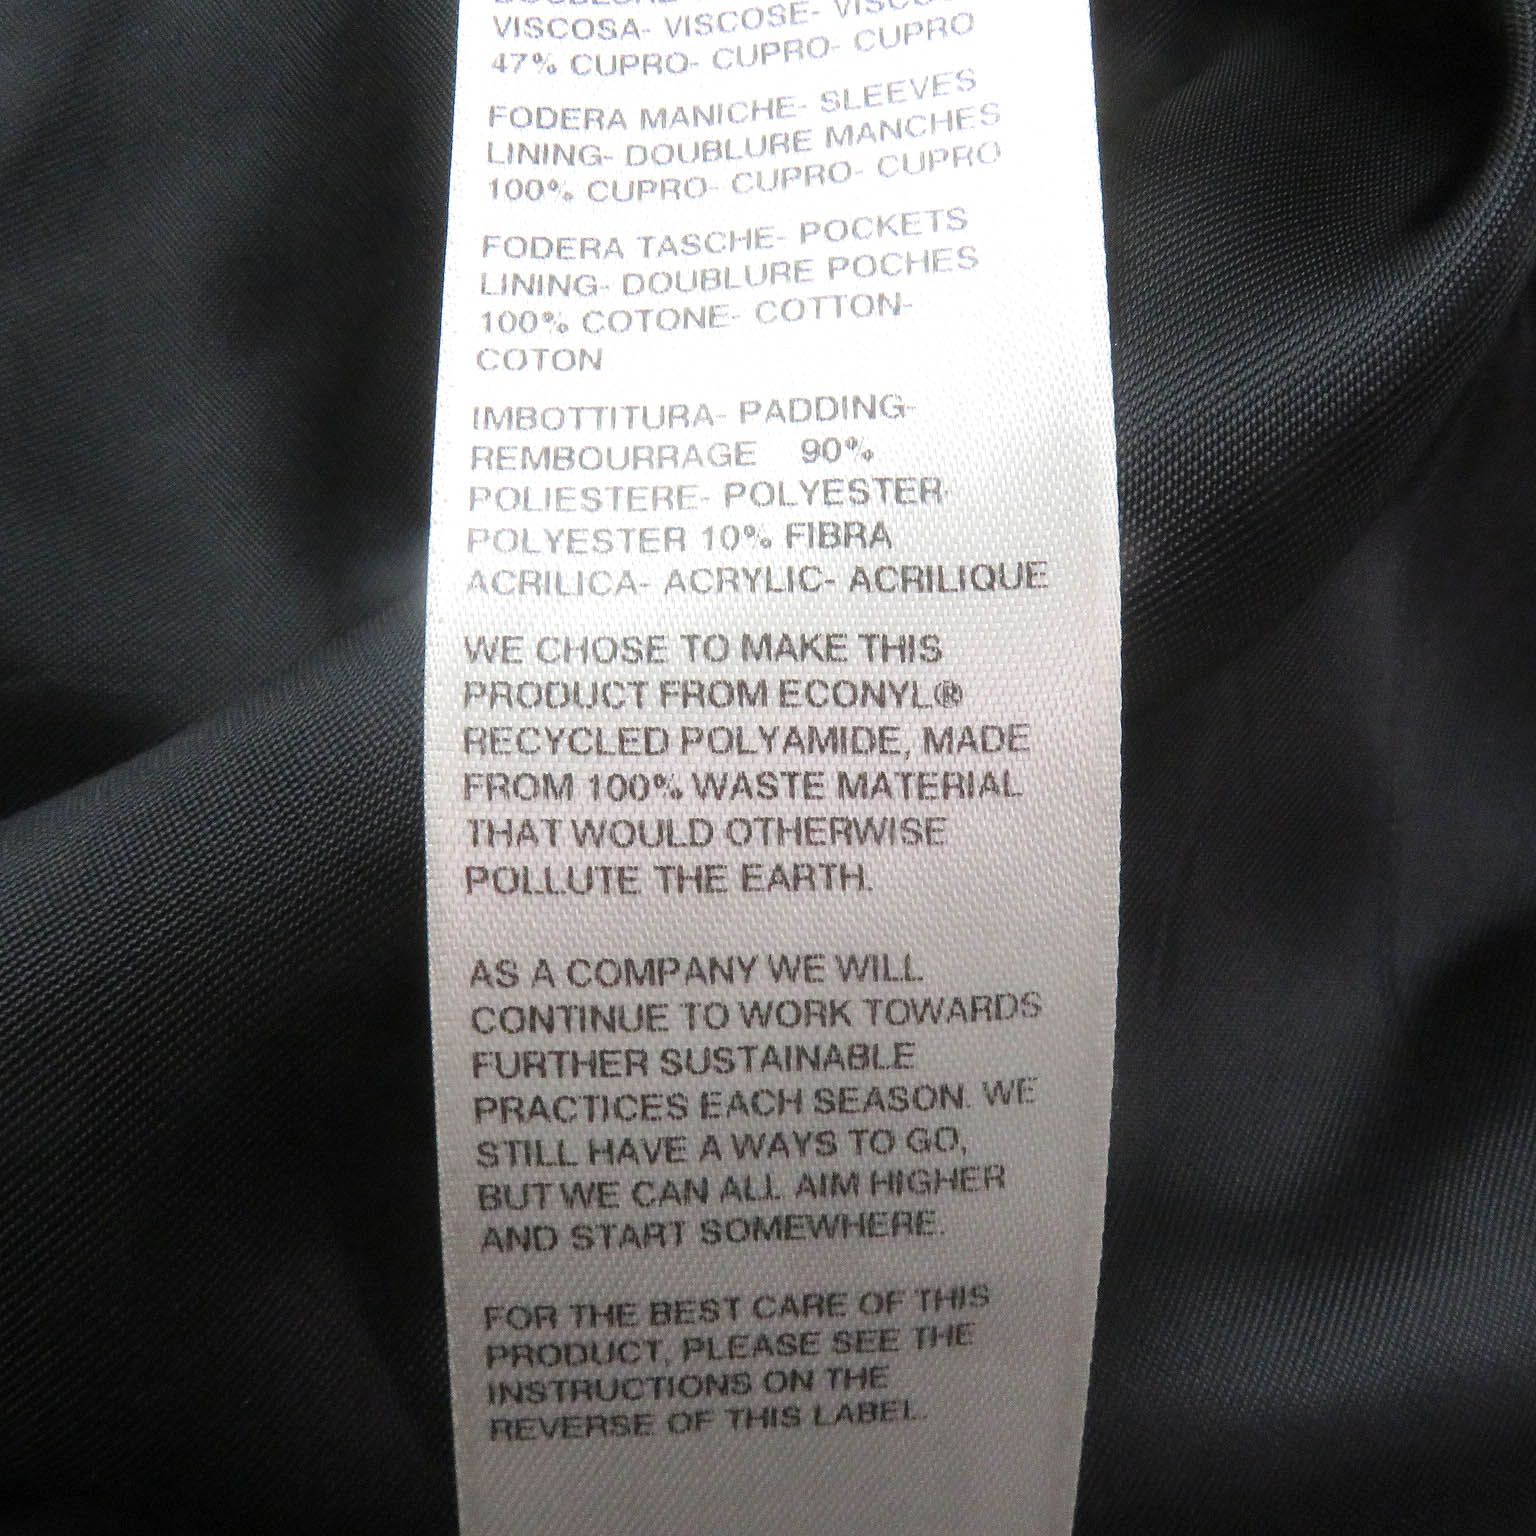 VISCOSA- VISCOSE-
47% CUPRO- CUPRO- CUPRO
FODERA MANICHE- SLEEVES
LINING- DOUBLURE MANCHES
100% CUPRO- CUPRO- CUPRO
FODERA TASCHE- POCKETS
LINING- DOUBLURE POCHES
100% COTONE- COTTON-
COTON
IMBOTTITURA- PADDING-
REMBOURRAGE 90%
POLIESTERE- POLYESTER-
POLYESTER 10% FIBRA
ACRILICA- ACRYLIC- ACRILIQUE
WE CHOSE TO MAKE THIS
PRODUCT FROM ECONYL®
RECYCLED POLYAMIDE, MADE
FROM 100% WASTE MATERIAL
THAT WOULD OTHERWISE
POLLUTE THE EARTH.
AS A COMPANY WE WILL
CONTINUE TO WORK TOWARDS
FURTHER SUSTAINABLE
PRACTICES EACH SEASON. WE
STILL HAVE A WAYS TO GO,
BUT WE CAN ALL AIM HIGHER
AND START SOMEWHERE.
FOR THE BEST CARE OF THIS
PRODUCT, PLEASE SEE THE
INSTRUCTIONS ON THE
REVERSE OF THIS LABEL.